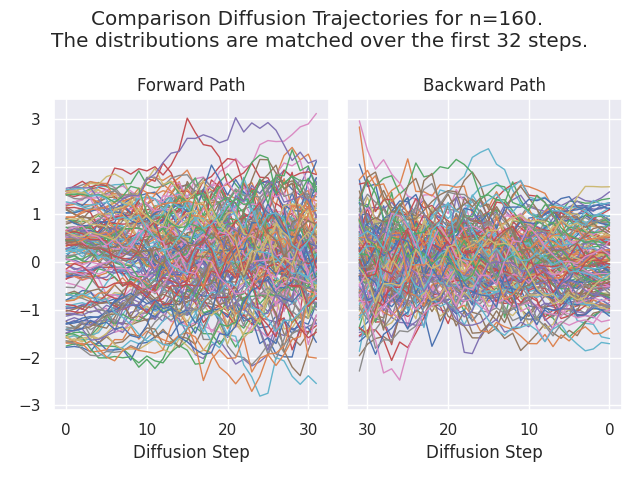 Comparison Diffusion Trajectories for n=160.
The distributions are matched over the first 32 steps.
Forward Path
Backward Path
3
2
1
0
−1
−2
−3
0 10 20 30
30 20 10 0
Diffusion Step
Diffusion Step